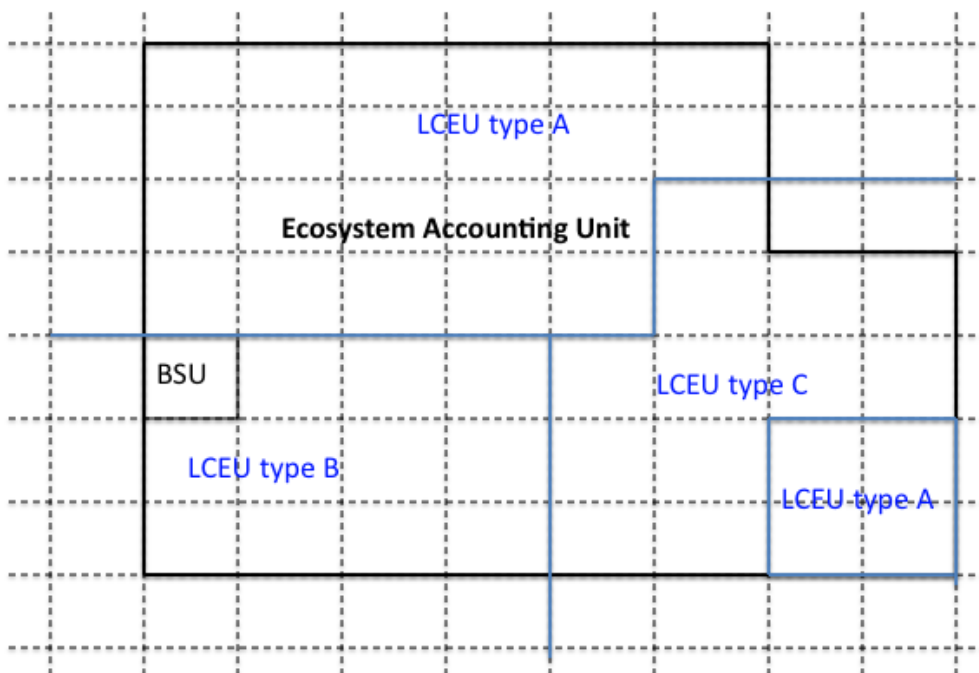 LCEU type A
Ecosystem Accounting Unit
BSU
LCEU type C
LCEU type B
LCEU type A